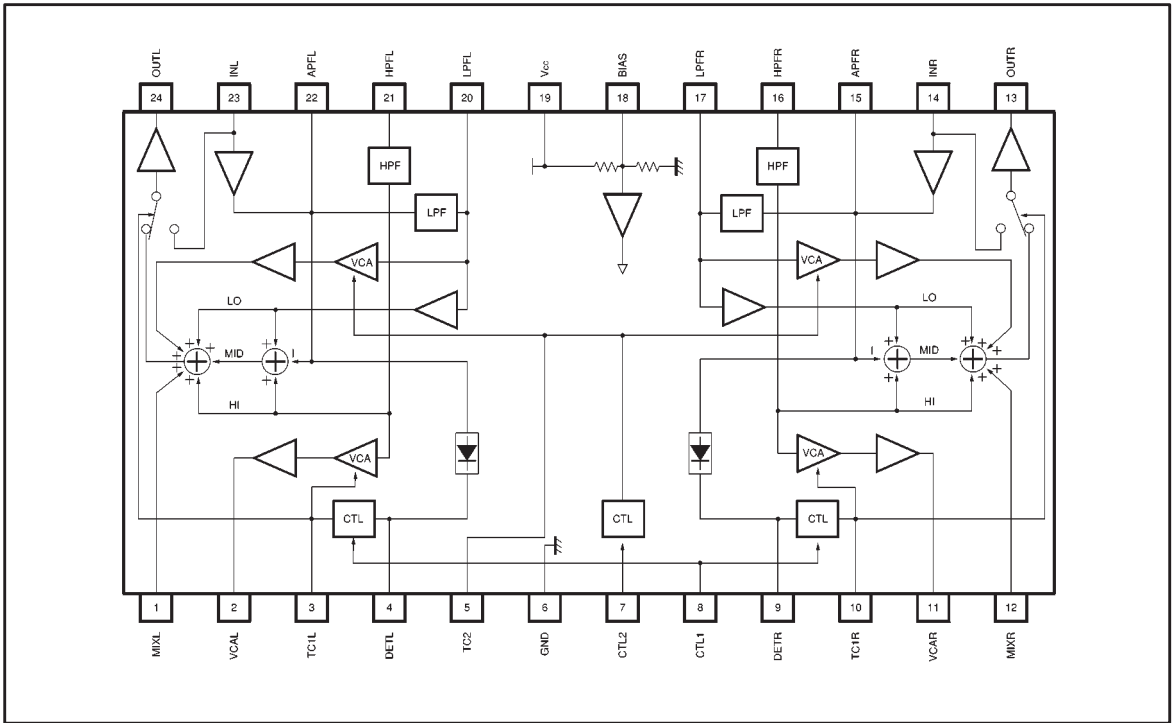 OUTL INL APFL HPFL LPFL Vcc BIAS LPFR HPFR APFR INR OUTR
24 23 22 21 20 19 18 17 16 15 14 13
HPF HPF
LPF LPF
VCA VCA
LO LO
+ + + + + + + +
MID I I MID
+ + + + + +
HI HI
VCA VCA
CTL CTL CTL
1 2 3 4 5 6 7 8 9 10 11 12
MIXL VCAL TC1L DETL TC2 GND CTL2 CTL1 DETR TC1R VCAR MIXR